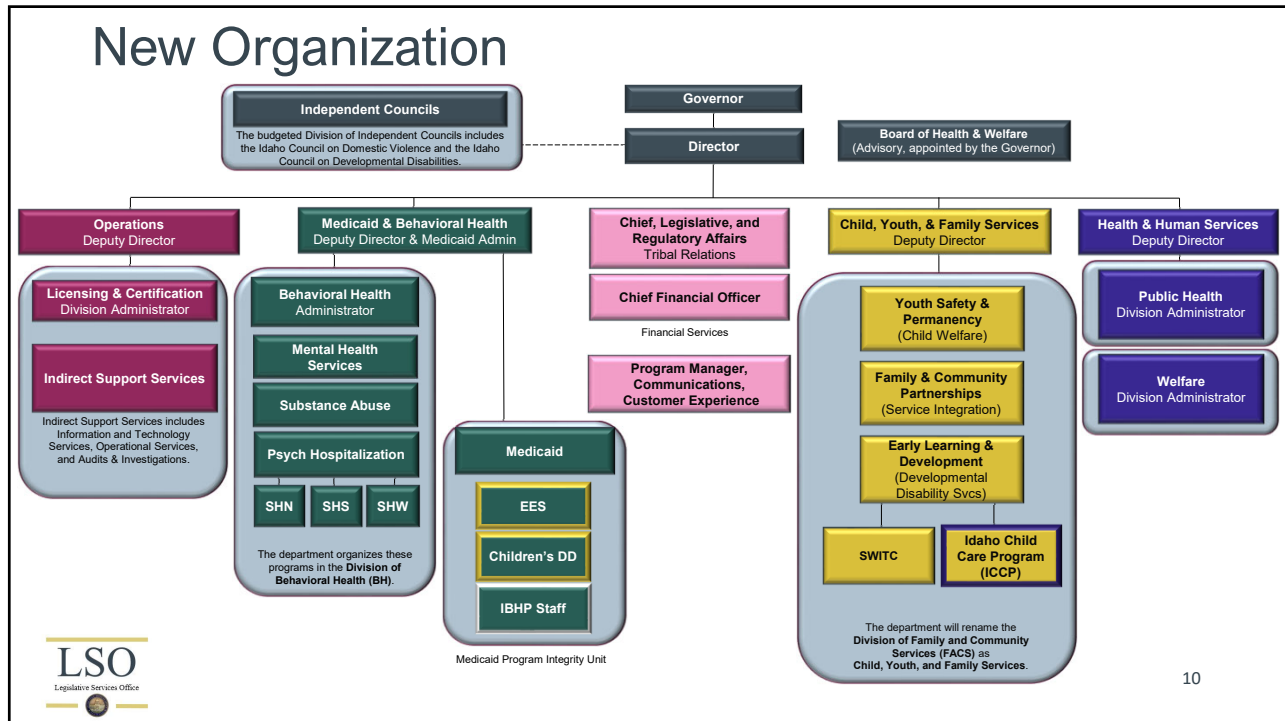 New Organization
Independent Councils
The budgeted Division of Independent Councils includes
the Idaho Council on Domestic Violence and the Idaho
Council on Developmental Disabilities.
Governor
Director
Board of Health & Welfare
(Advisory, appointed by the Governor)
Operations
Deputy Director
Licensing & Certification
Division Administrator
Indirect Support Services
Indirect Support Services includes
Information and Technology
Services, Operational Services,
and Audits & Investigations.
Medicaid & Behavioral Health
Deputy Director & Medicaid Admin
Behavioral Health
Administrator
Mental Health
Services
Substance Abuse
Psych Hospitalization
SHN
SHS
SHW
The department organizes these
programs in the Division of
Behavioral Health (BH).
Medicaid
EES
Children's DD
IBHP Staff
Medicaid Program Integrity Unit
Chief, Legislative, and
Regulatory Affairs
Tribal Relations
Chief Financial Officer
Financial Services
Program Manager,
Communications,
Customer Experience
Child, Youth, & Family Services
Deputy Director
Youth Safety &
Permanency
(Child Welfare)
Family & Community
Partnerships
(Service Integration)
Early Learning &
Development
(Developmental
Disability Svcs)
SWITC
Idaho Child
Care Program
(ICCP)
The department will rename the
Division of Family and Community
Services (FACS) as
Child, Youth, and Family Services.
Health & Human Services
Deputy Director
Public Health
Division Administrator
Welfare
Division Administrator
LSO
Legislative Services Office
10